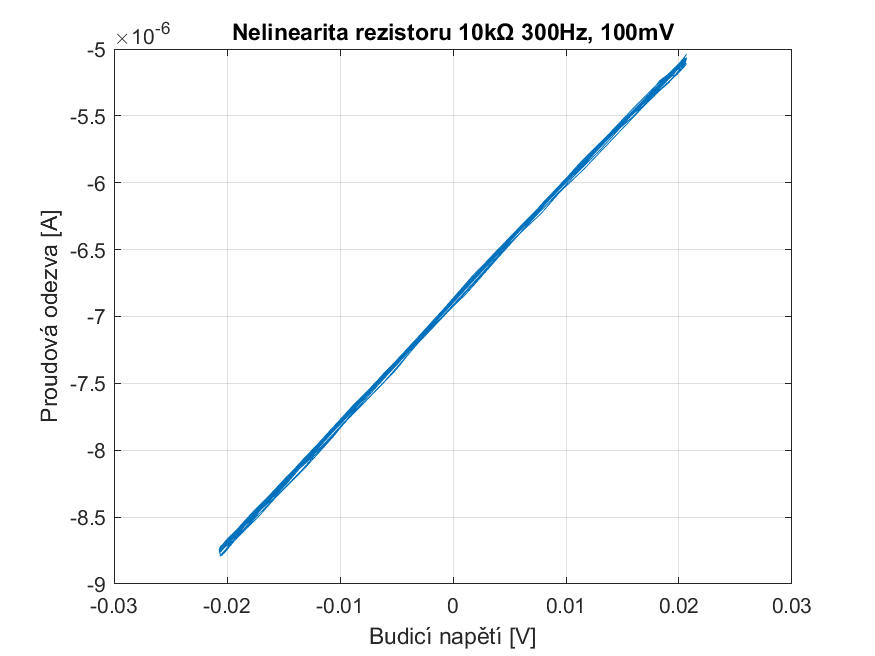 Nelinearita rezistoru 10kΩ 300Hz, 100mV
×10^-6
-5
-5.5
-6
-6.5
-7
-7.5
-8
-8.5
-9
-0.03 -0.02 -0.01 0 0.01 0.02 0.03
Budicí napětí [V]
Proudová odezva [A]